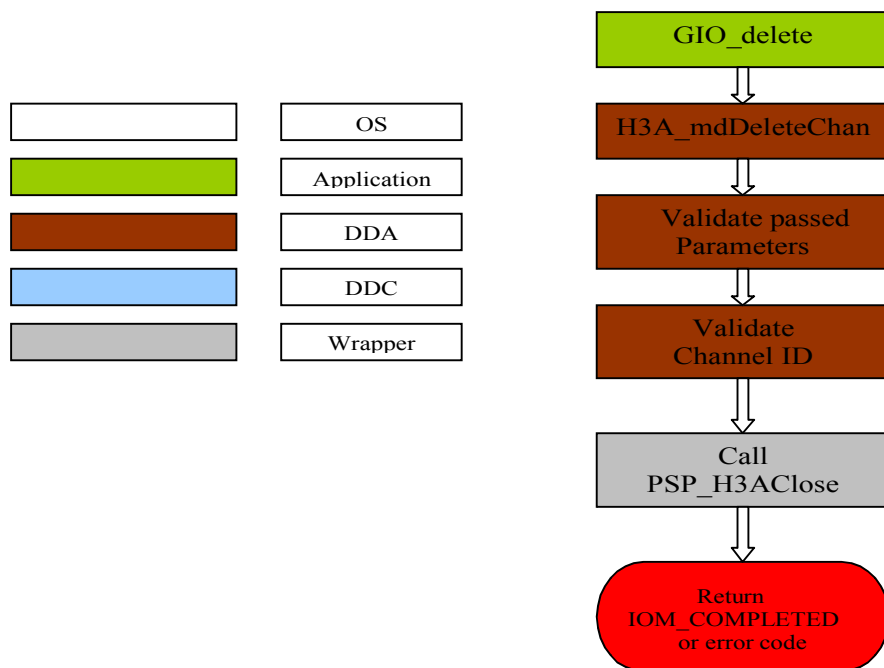 OS
Application
DDA
DDC
Wrapper
GIO_delete
H3A_mdDeleteChan
Validate passed
Parameters
Validate
Channel ID
Call
PSP_H3AClose
Return
IOM_COMPLETED
or error code